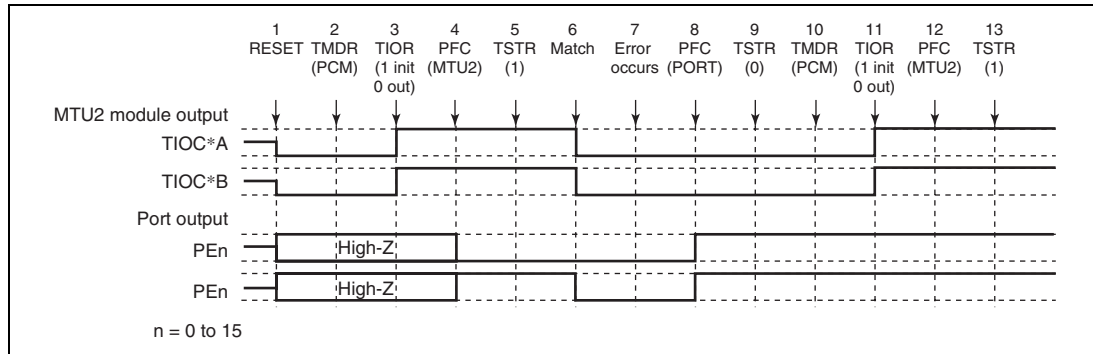 1 2 3 4 5 6 7 8 9 10 11 12 13
RESET TMDR TIOR PFC TSTR Match Error PFC TSTR TMDR TIOR PFC TSTR
(PCM) (1 init (MTU2) (1) occurs (PORT) (0) (PCM) (1 init (MTU2) (1)
0 out) 0 out)
MTU2 module output
TIOC*A
TIOC*B
Port output
PEn High-Z
PEn High-Z
n = 0 to 15